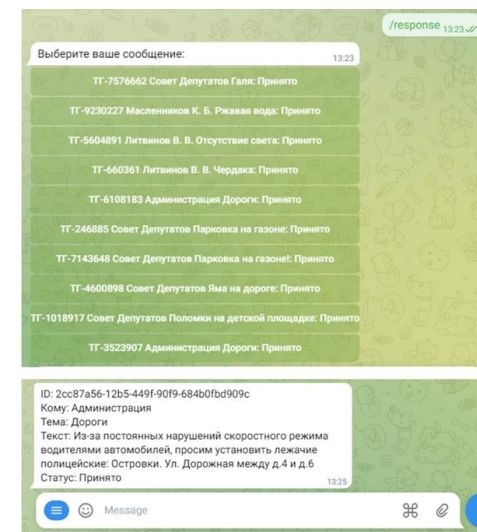 /response 13:23
Выберите ваше сообщение:
13:23
ТГ-7576662 Совет Депутатов Галя: Принято
ТГ-9230227 Масленников К. Б. Ржавая вода: Принято
ТГ-5604891 Литвинов В. В. Отсутствие света: Принято
ТГ-660361 Литвинов В. В. Чердака: Принято
ТГ-6108183 Администрация Дороги: Принято
ТГ-246885 Совет Депутатов Парковка на газоне: Принято
ТГ-7143648 Совет Депутатов Парковка на газоне!: Принято
ТГ-4600898 Совет Депутатов Яма на дороге: Принято
ТГ-1018917 Совет Депутатов Поломки на детской площадке: Принято
ТГ-3523907 Администрация Дороги: Принято
ID: 2cc87a56-12b5-449f-90f9-684b0fbd909c
Кому: Администрация
Тема: Дороги
Текст: Из-за постоянных нарушений скоростного режима
водителями автомобилей, просим установить лежачие
полицейские: Островки. Ул. Дорожная между д.4 и д.6
Статус: Принято
13:25
Message